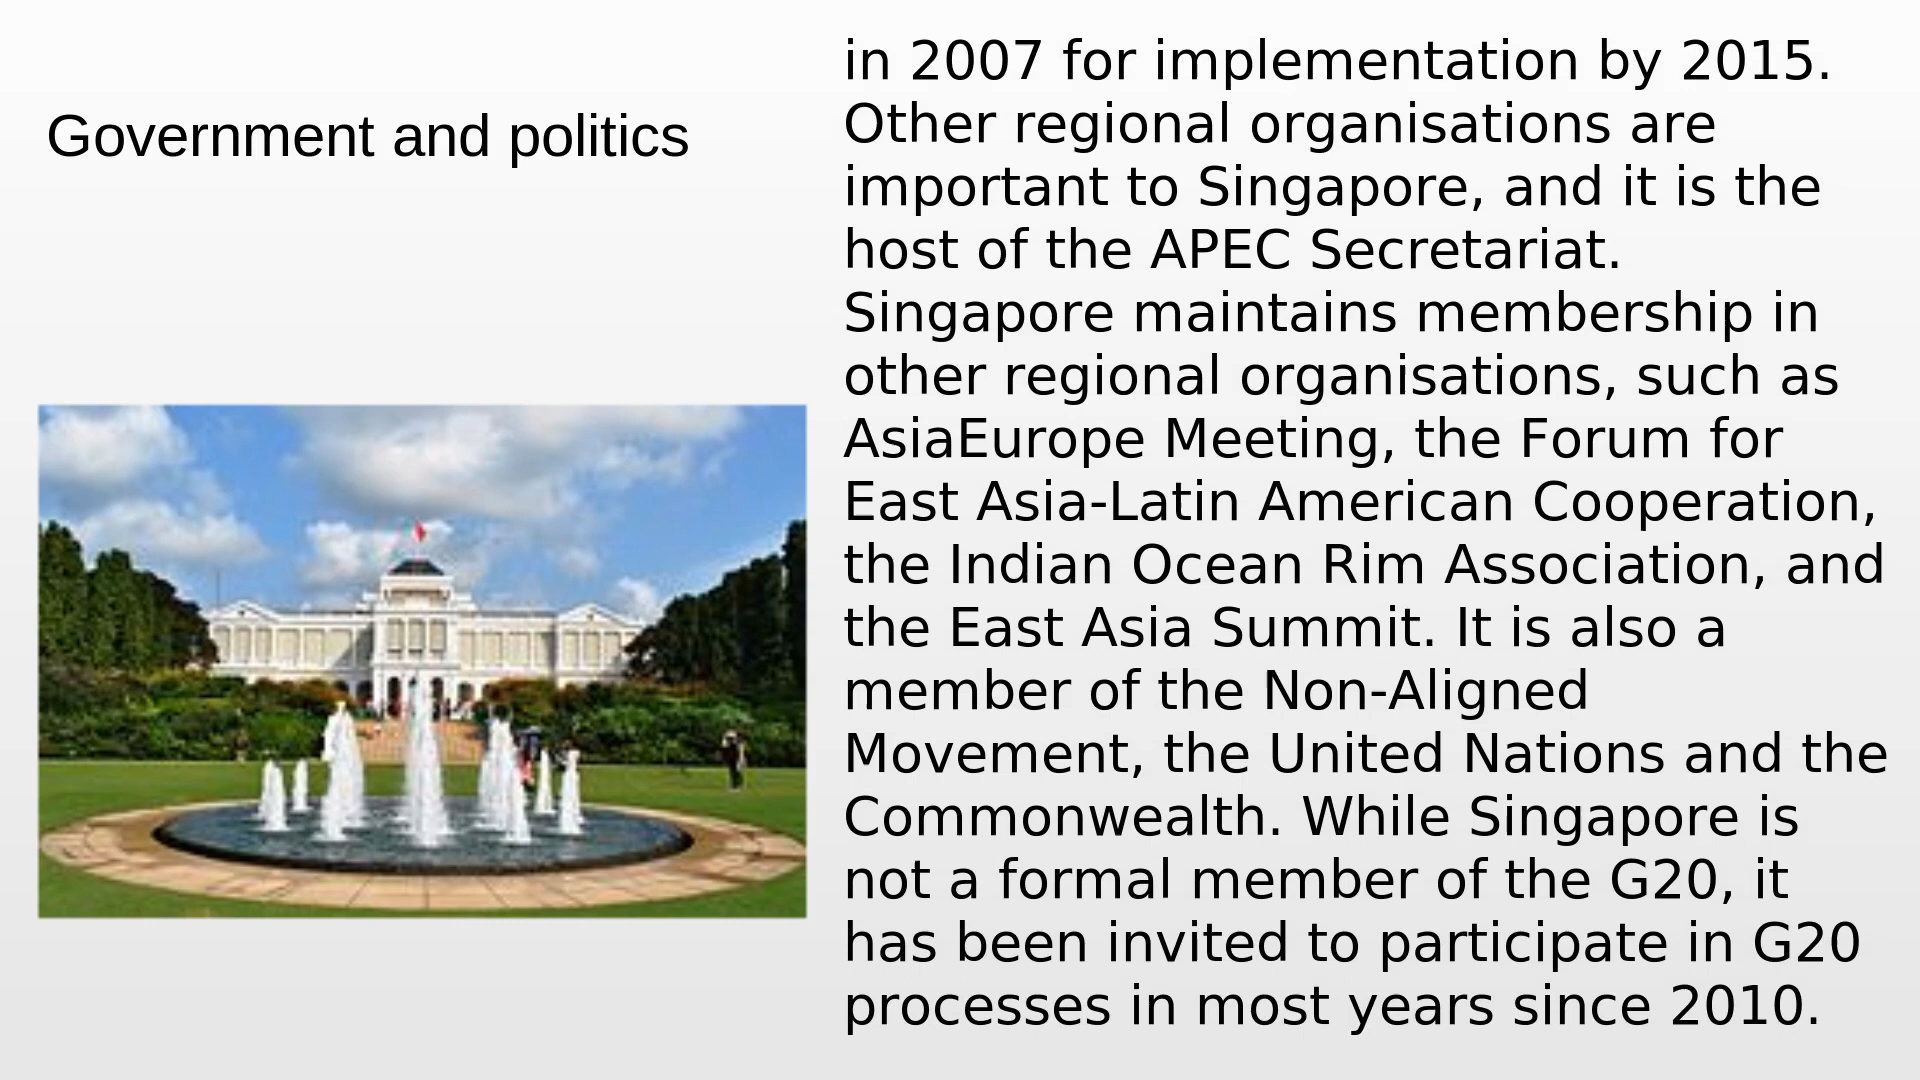 Government and politics
in 2007 for implementation by 2015.
Other regional organisations are
important to Singapore, and it is the
host of the APEC Secretariat.
Singapore maintains membership in
other regional organisations, such as
AsiaEurope Meeting, the Forum for
East Asia-Latin American Cooperation,
the Indian Ocean Rim Association, and
the East Asia Summit. It is also a
member of the Non-Aligned
Movement, the United Nations and the
Commonwealth. While Singapore is
not a formal member of the G20, it
has been invited to participate in G20
processes in most years since 2010.